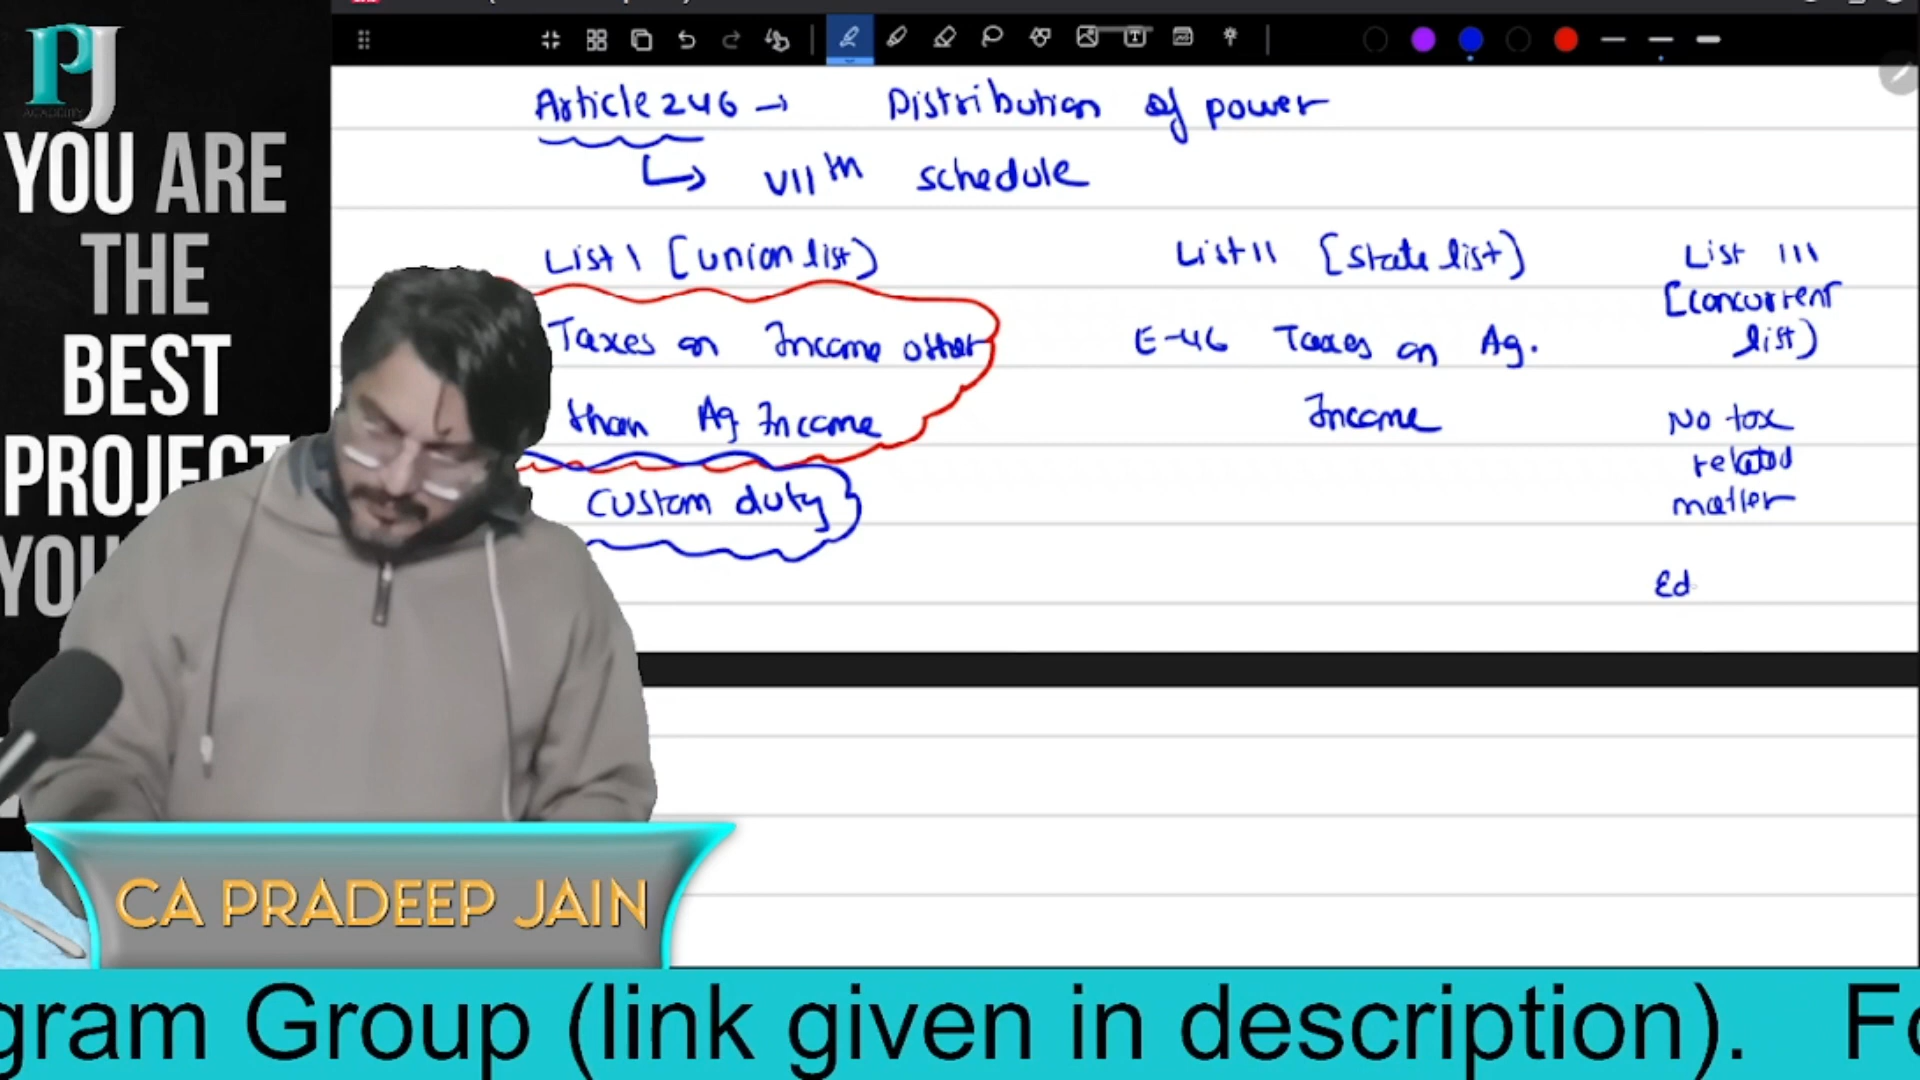 PJ
ACADEMY
YOU ARE
THE
BEST
PROJECT
YOU
Article 246 → Distribution of power
↳ VIIth schedule
List I [Union list)
Taxes on Income other
than Ag Income
Custom duty
List II [State list)
E-46 Taxes on Ag.
Income
List III
[concurrent
list)
No tax
related
matter
Ed
CA PRADEEP JAIN
gram Group (link given in description). Fo